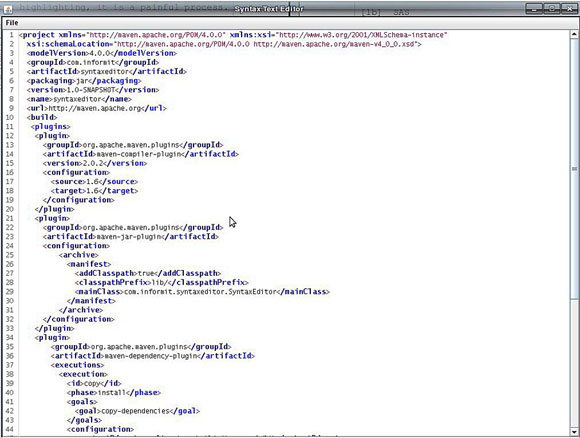 highlighting, it is a painful process.
[lb] SAS
Syntax Text Editor
File
1 <project xmlns="http://maven.apache.org/POM/4.0.0" xmlns:xsi="http://www.w3.org/2001/XMLSchema-instance"
2 xsi:schemaLocation="http://maven.apache.org/POM/4.0.0 http://maven.apache.org/maven-v4_0_0.xsd">
3 <modelVersion>4.0.0</modelVersion>
4 <groupId>com.informit</groupId>
5 <artifactId>syntaxeditor</artifactId>
6 <packaging>jar</packaging>
7 <version>1.0-SNAPSHOT</version>
8 <name>syntaxeditor</name>
9 <url>http://maven.apache.org</url>
10 <build>
11 <plugins>
12 <plugin>
13 <groupId>org.apache.maven.plugins</groupId>
14 <artifactId>maven-compiler-plugin</artifactId>
15 <version>2.0.2</version>
16 <configuration>
17 <source>1.6</source>
18 <target>1.6</target>
19 </configuration>
20 </plugin>
21 <plugin>
22 <groupId>org.apache.maven.plugins</groupId>
23 <artifactId>maven-jar-plugin</artifactId>
24 <configuration>
25 <archive>
26 <manifest>
27 <addClasspath>true</addClasspath>
28 <classpathPrefix>lib/</classpathPrefix>
29 <mainClass>com.informit.syntaxeditor.SyntaxEditor</mainClass>
30 </manifest>
31 </archive>
32 </configuration>
33 </plugin>
34 <plugin>
35 <groupId>org.apache.maven.plugins</groupId>
36 <artifactId>maven-dependency-plugin</artifactId>
37 <executions>
38 <execution>
39 <id>copy</id>
40 <phase>install</phase>
41 <goals>
42 <goal>copy-dependencies</goal>
43 </goals>
44 <configuration>